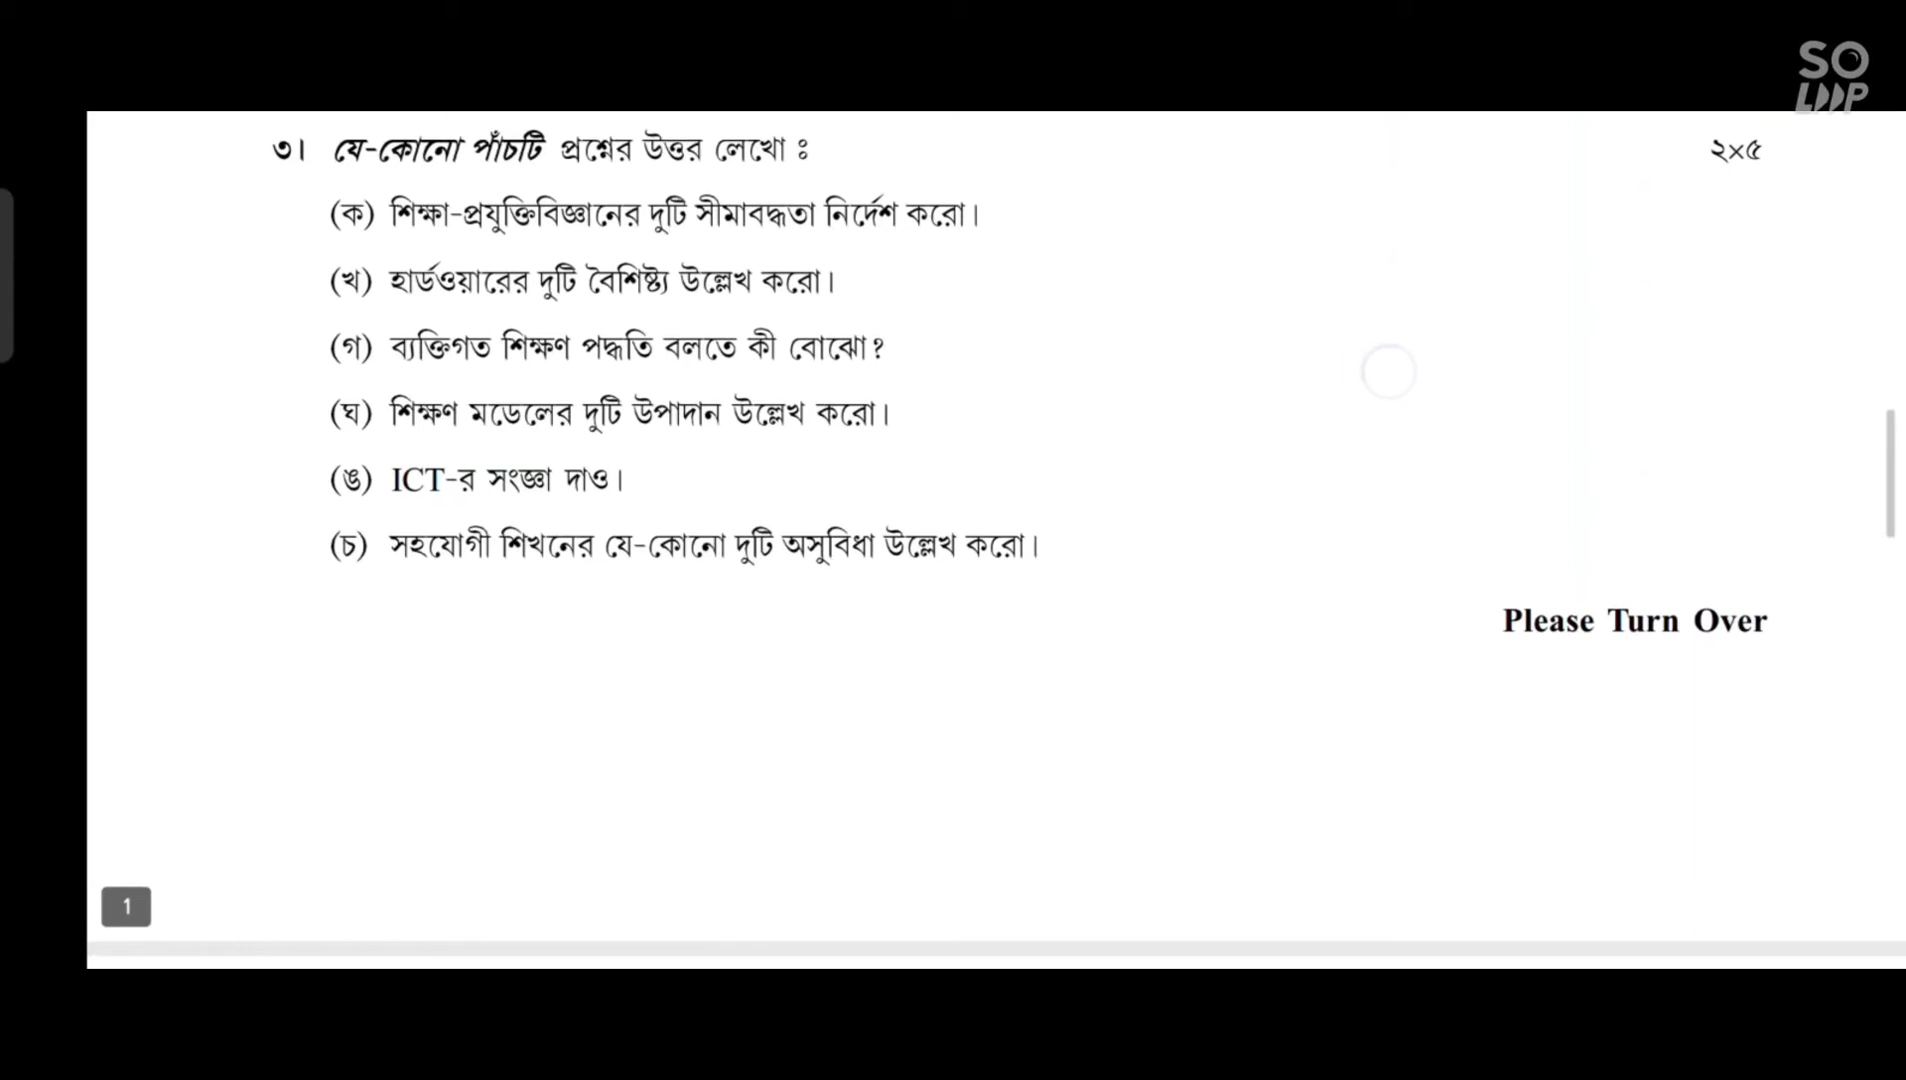 SO
LOOP
৩। যে-কোনো পাঁচটি প্রশ্নের উত্তর লেখো ঃ ২×৫
(ক) শিক্ষা-প্রযুক্তিবিজ্ঞানের দুটি সীমাবদ্ধতা নির্দেশ করো।
(খ) হার্ডওয়ারের দুটি বৈশিষ্ট্য উল্লেখ করো।
(গ) ব্যক্তিগত শিক্ষণ পদ্ধতি বলতে কী বোঝো?
(ঘ) শিক্ষণ মডেলের দুটি উপাদান উল্লেখ করো।
(ঙ) ICT-র সংজ্ঞা দাও।
(চ) সহযোগী শিখনের যে-কোনো দুটি অসুবিধা উল্লেখ করো।
Please Turn Over
1